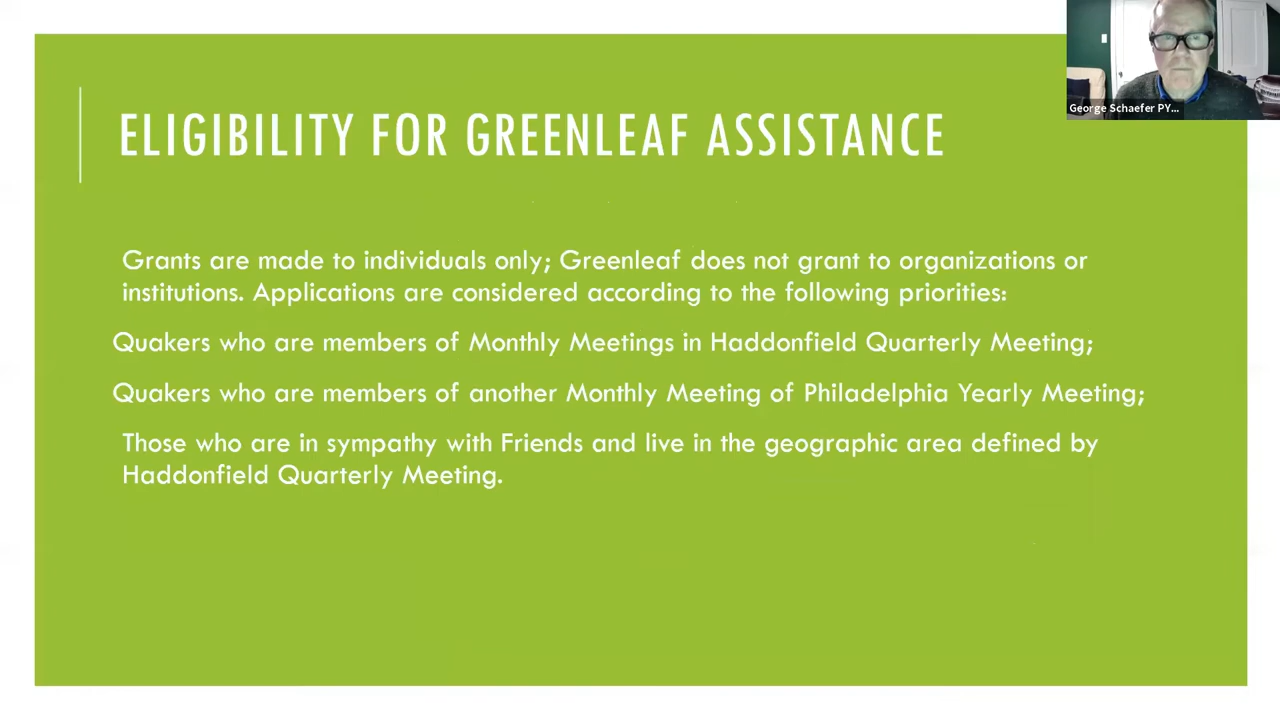 ELIGIBILITY FOR GREENLEAF ASSISTANCE
George Schaefer PY...
Grants are made to individuals only; Greenleaf does not grant to organizations or
institutions. Applications are considered according to the following priorities:
Quakers who are members of Monthly Meetings in Haddonfield Quarterly Meeting;
Quakers who are members of another Monthly Meeting of Philadelphia Yearly Meeting;
Those who are in sympathy with Friends and live in the geographic area defined by
Haddonfield Quarterly Meeting.